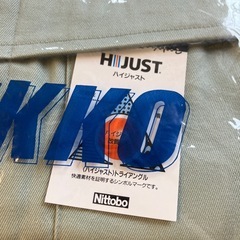 H JUST
ハイジャスト
KKO
(ハイジャスト)トライアングル
快適素材を証明するシンボルマークです。
Nittobo